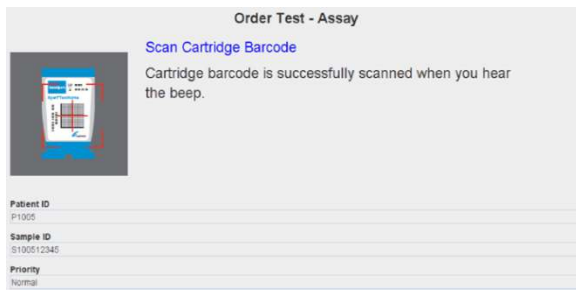 Order Test - Assay
Scan Cartridge Barcode
Cartridge barcode is successfully scanned when you hear
the beep.
Patient ID
P1005
Sample ID
S100512345
Priority
Normal